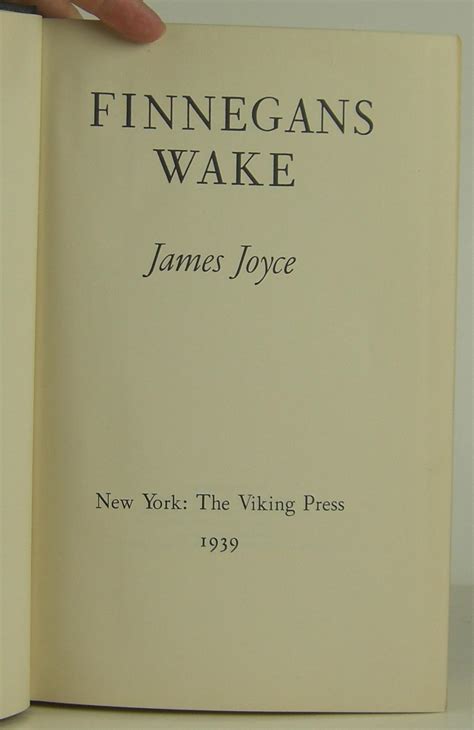 FINNEGANS
WAKE
James Joyce
New York: The Viking Press
1939